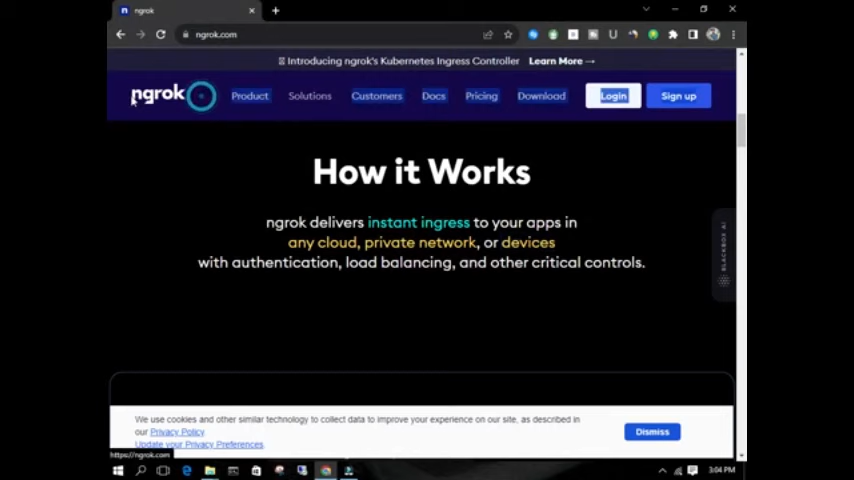 ngrok
ngrok.com
Introducing ngrok's Kubernetes Ingress Controller Learn More →
ngrok Product Solutions Customers Docs Pricing Download Login Sign up
How it Works
ngrok delivers instant ingress to your apps in
any cloud, private network, or devices
with authentication, load balancing, and other critical controls.
BLACKBOX AI
We use cookies and other similar technology to collect data to improve your experience on our site, as described in
our Privacy Policy
Update your Privacy Preferences.
Dismiss
https://ngrok.com
3:04 PM